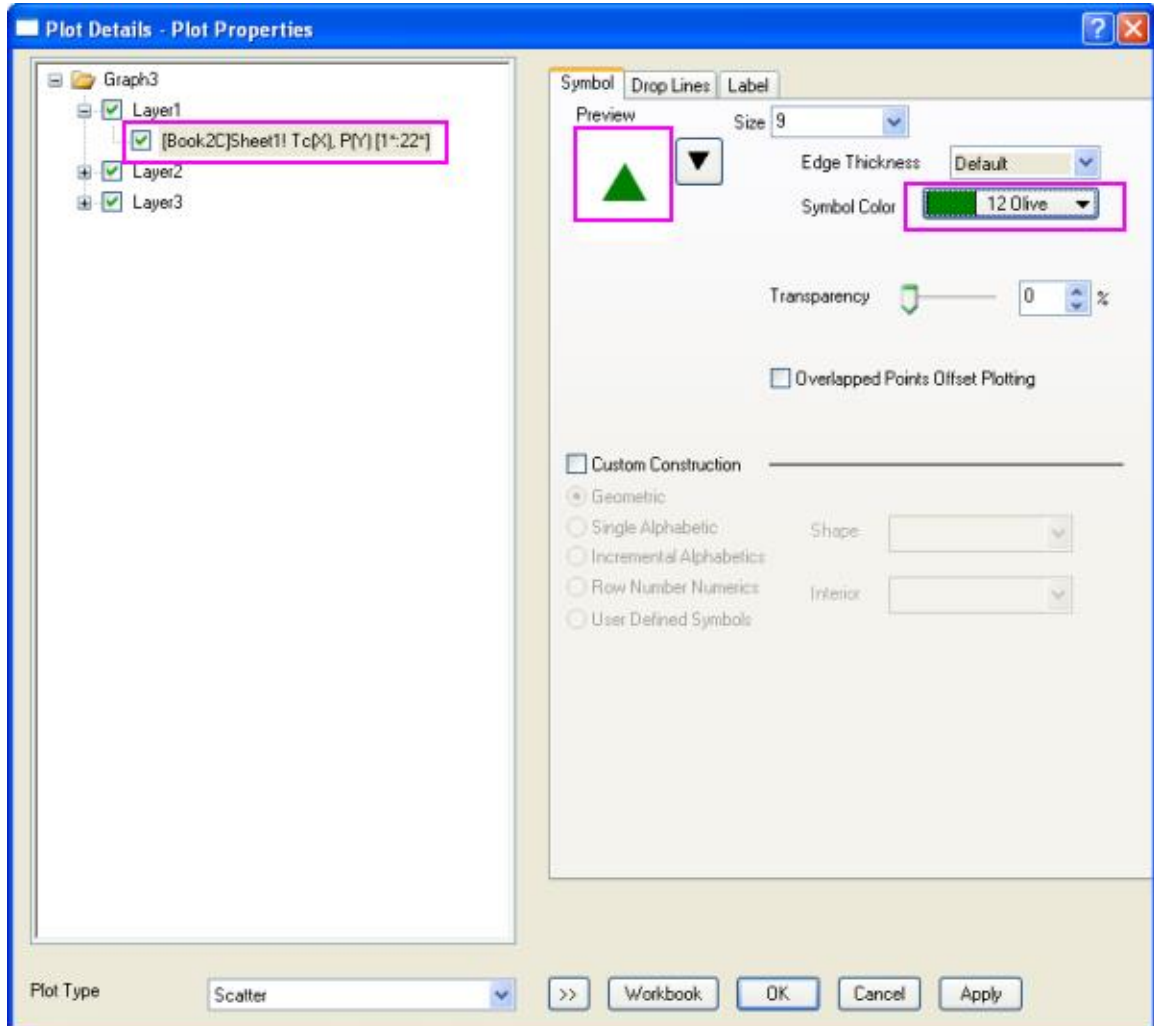 Plot Details - Plot Properties
Graph3
Layer1
[Book2C]Sheet1! Tc(X), P(Y) [1*:22*]
Layer2
Layer3
Symbol Drop Lines Label
Preview
Size 9
Edge Thickness Default
Symbol Color 12 Olive
Transparency 0 %
Overlapped Points Offset Plotting
Custom Construction
Geometric
Single Alphabetic
Shape
Incremental Alphabetics
Row Number Numerics
Interior
User Defined Symbols
Plot Type Scatter >> Workbook OK Cancel Apply